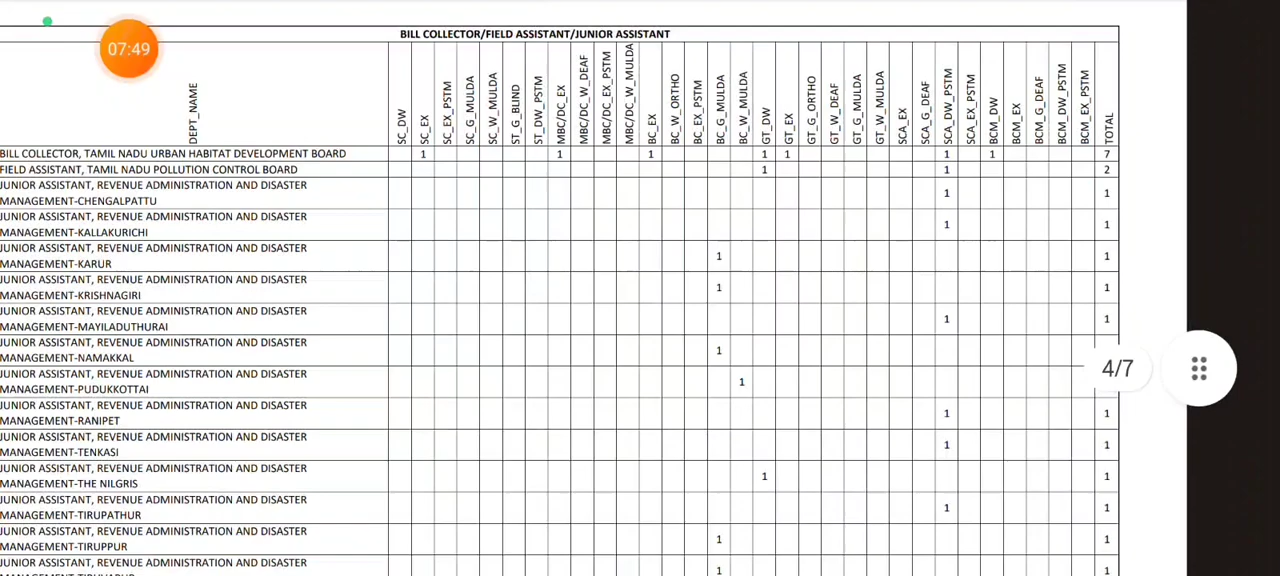 BILL COLLECTOR/FIELD ASSISTANT/JUNIOR ASSISTANT
07:49
DEPT_NAME SC_DW SC_EX SC_EX_PSTM SC_G_MULDA SC_W_MULDA ST_G_BLIND ST_DW_PSTM MBC/DC_EX MBC/DC_W_DEAF MBC/DC_EX_PSTM MBC/DC_W_MULDA BC_EX BC_W_ORTHO BC_EX_PSTM BC_G_MULDA BC_W_MULDA GT_DW GT_EX GT_G_ORTHO GT_W_DEAF GT_G_MULDA GT_W_MULDA SCA_EX SCA_G_DEAF SCA_DW_PSTM SCA_EX_PSTM BCM_DW BCM_EX BCM_G_DEAF BCM_DW_PSTM BCM_EX_PSTM TOTAL
BILL COLLECTOR, TAMIL NADU URBAN HABITAT DEVELOPMENT BOARD 1 1 1 1 1 1 1 7
FIELD ASSISTANT, TAMIL NADU POLLUTION CONTROL BOARD 1 1 2
JUNIOR ASSISTANT, REVENUE ADMINISTRATION AND DISASTER
MANAGEMENT-CHENGALPATTU 1 1
JUNIOR ASSISTANT, REVENUE ADMINISTRATION AND DISASTER
MANAGEMENT-KALLAKURICHI 1 1
JUNIOR ASSISTANT, REVENUE ADMINISTRATION AND DISASTER
MANAGEMENT-KARUR 1 1
JUNIOR ASSISTANT, REVENUE ADMINISTRATION AND DISASTER
MANAGEMENT-KRISHNAGIRI 1 1
JUNIOR ASSISTANT, REVENUE ADMINISTRATION AND DISASTER
MANAGEMENT-MAYILADUTHURAI 1 1
JUNIOR ASSISTANT, REVENUE ADMINISTRATION AND DISASTER
MANAGEMENT-NAMAKKAL 1 1
4/7
JUNIOR ASSISTANT, REVENUE ADMINISTRATION AND DISASTER
MANAGEMENT-PUDUKKOTTAI 1
JUNIOR ASSISTANT, REVENUE ADMINISTRATION AND DISASTER
MANAGEMENT-RANIPET 1 1
JUNIOR ASSISTANT, REVENUE ADMINISTRATION AND DISASTER
MANAGEMENT-TENKASI 1 1
JUNIOR ASSISTANT, REVENUE ADMINISTRATION AND DISASTER
MANAGEMENT-THE NILGRIS 1 1
JUNIOR ASSISTANT, REVENUE ADMINISTRATION AND DISASTER
MANAGEMENT-TIRUPATHUR 1 1
JUNIOR ASSISTANT, REVENUE ADMINISTRATION AND DISASTER
MANAGEMENT-TIRUPPUR 1 1
JUNIOR ASSISTANT, REVENUE ADMINISTRATION AND DISASTER
1 1